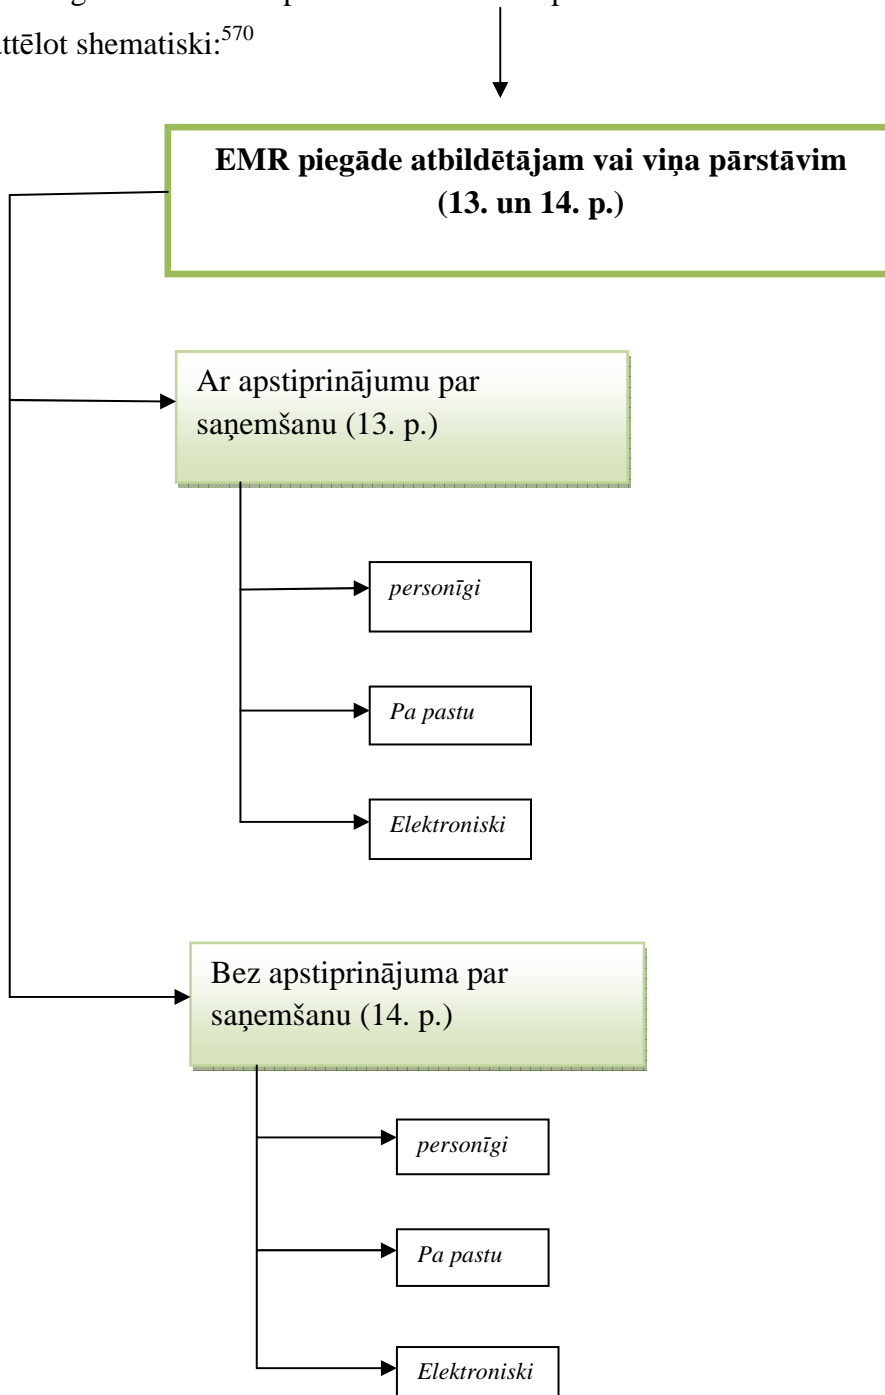 attēlot shematiski:570
EMR piegāde atbildētājam vai viņa pārstāvim
(13. un 14. p.)
Ar apstiprinājumu par
saņemšanu (13. p.)
personīgi
Pa pastu
Elektroniski
Bez apstiprinājuma par
saņemšanu (14. p.)
personīgi
Pa pastu
Elektroniski